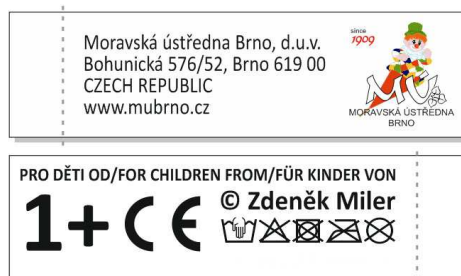 Moravská ústředna Brno, d.u.v.
Bohunická 576/52, Brno 619 00
CZECH REPUBLIC
www.mubrno.cz
since
1909
MÚ
MORAVSKÁ ÚSTŘEDNA
BRNO
PRO DĚTI OD/FOR CHILDREN FROM/FÜR KINDER VON
1+ CE
© Zdeněk Miler